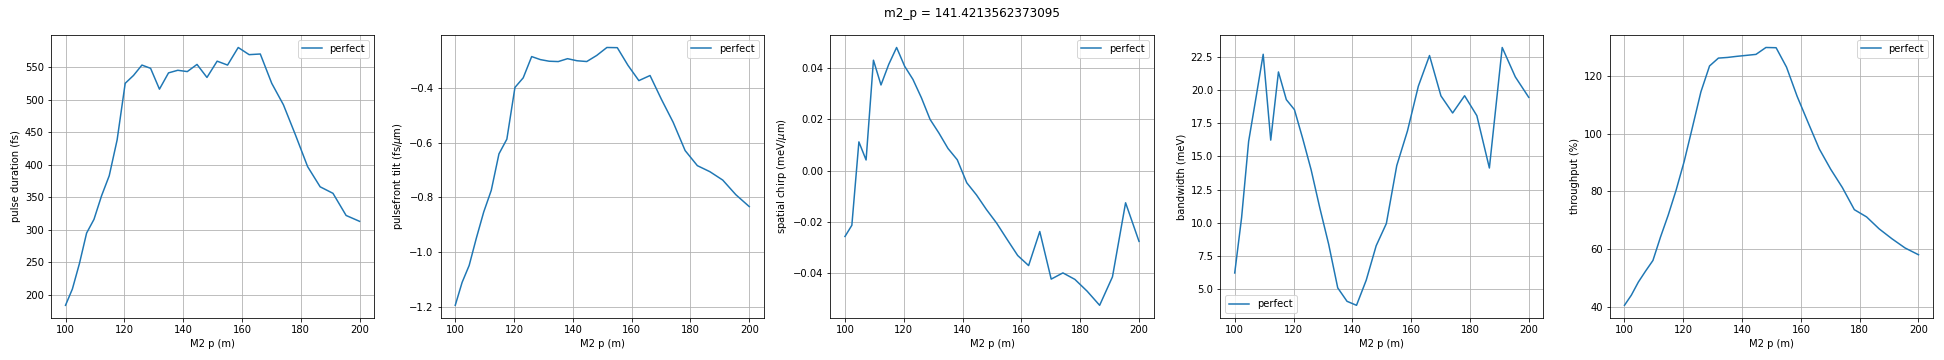 m2_p = 141.4213562373095
pulse duration (fs)
550
500
450
400
350
300
250
200
100 120 140 160 180 200
M2 p (m)
perfect
pulsefront tilt (fs/μm)
−0.4
−0.6
−0.8
−1.0
−1.2
100 120 140 160 180 200
M2 p (m)
perfect
spatial chirp (meV/μm)
0.04
0.02
0.00
−0.02
−0.04
100 120 140 160 180 200
M2 p (m)
perfect
bandwidth (meV)
22.5
20.0
17.5
15.0
12.5
10.0
7.5
5.0
100 120 140 160 180 200
M2 p (m)
perfect
throughput (%)
120
100
80
60
40
100 120 140 160 180 200
M2 p (m)
perfect